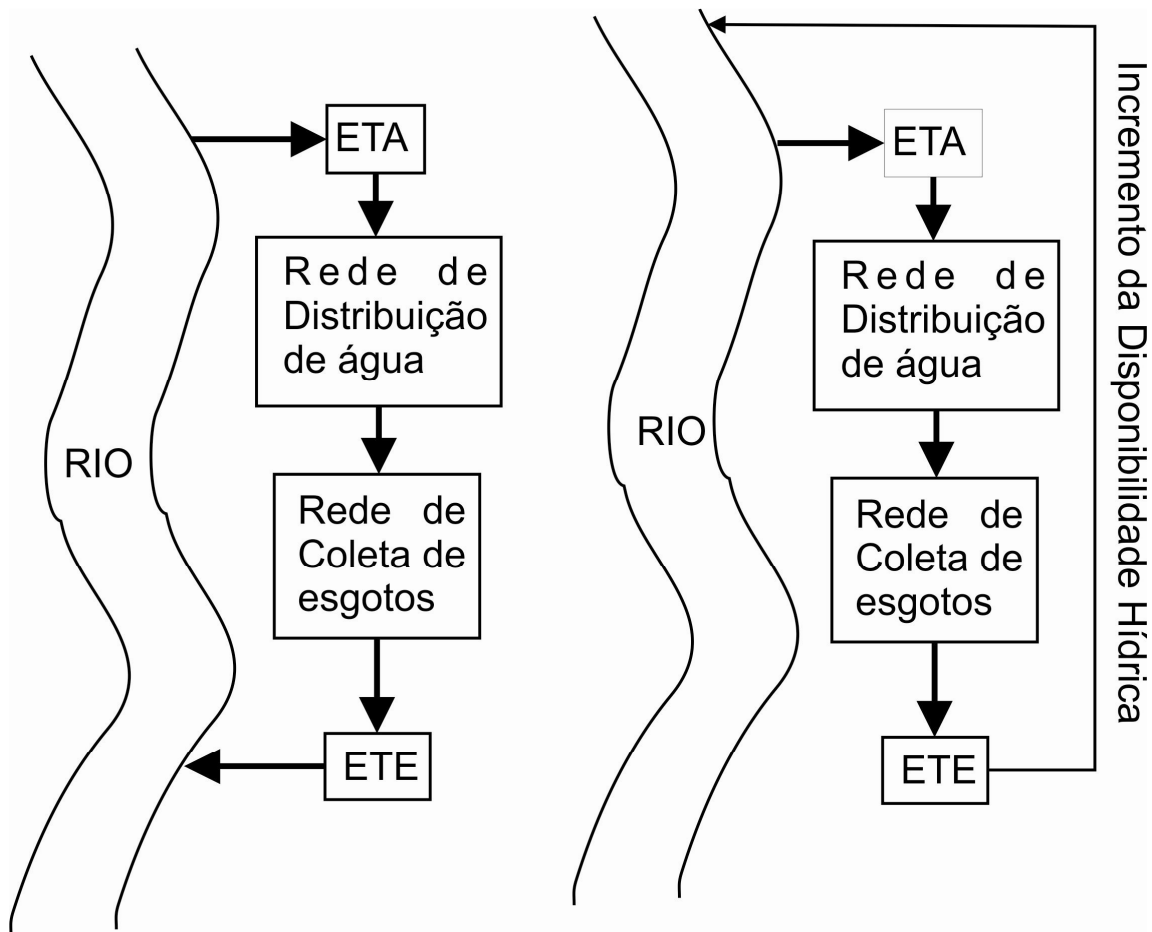 ETA
Rede de
Distribuição
de água
RIO
Rede de
Coleta de
esgotos
ETE
ETA
Rede de
Distribuição
de água
RIO
Rede de
Coleta de
esgotos
ETE
Incremento da Disponibilidade Hídrica